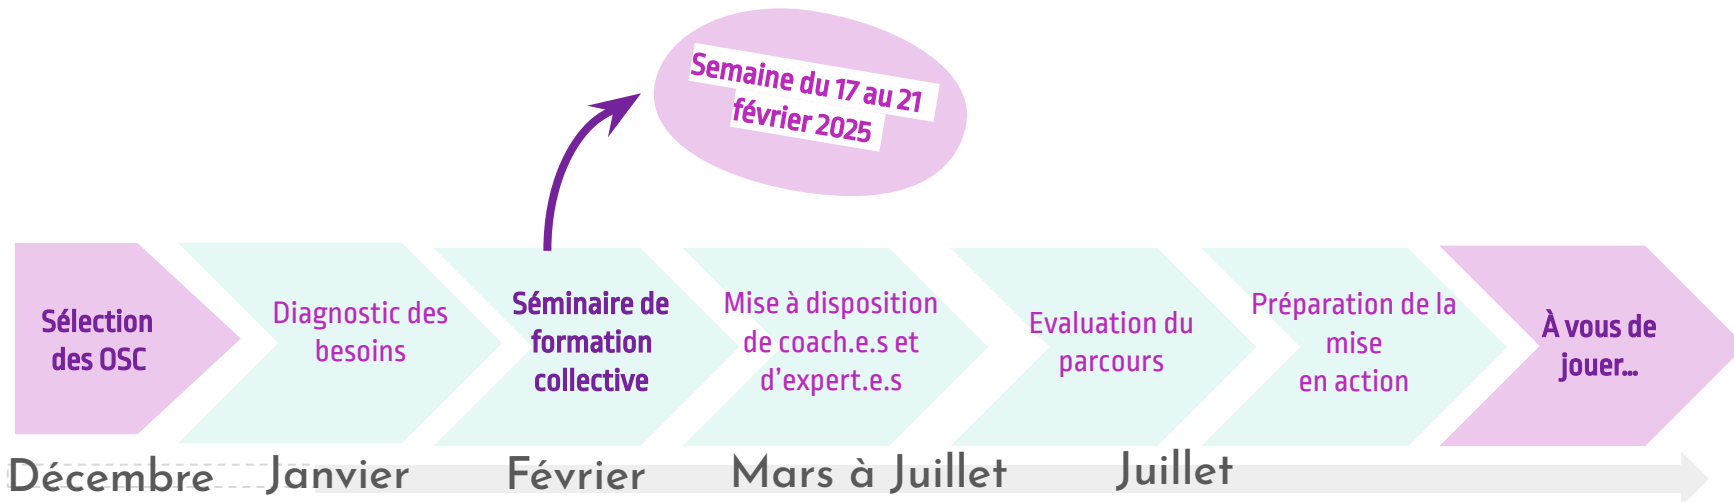 Semaine du 17 au 21
février 2025
Sélection
des OSC
Diagnostic des
besoins
Séminaire de
formation
collective
Mise à disposition
de coach.e.s et
d’expert.e.s
Evaluation du
parcours
Préparation de la
mise
en action
À vous de
jouer...
Décembre
Janvier
Février
Mars à Juillet
Juillet